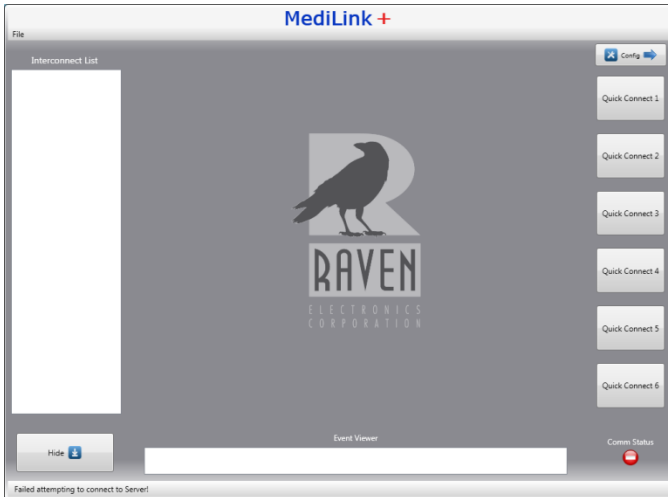 MediLink +
File
Interconnect List
Config
Quick Connect 1
Quick Connect 2
Quick Connect 3
Quick Connect 4
Quick Connect 5
Quick Connect 6
RAVEN
ELECTRONICS
CORPORATION
Hide
Event Viewer
Comm Status
Failed attempting to connect to Server!